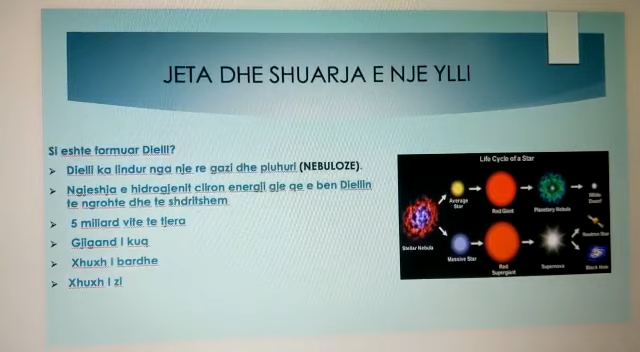 JETA DHE SHUARJA E NJE YLLI
Si eshte formuar Dielli?
Dielli ka lindur nga nje re gazi dhe pluhuri (NEBULOZE).
Ngjeshja e hidrogjenit cliron energji gje qe e ben Diellin
te ngrohte dhe te shdritshem
5 miliard vite te tjera
Gjigand i kuq
Xhuxh i bardhe
Xhuxh i zi
Life Cycle of a Star
Stellar Nebula
Average
Star
Red Giant
Planetary Nebula
White
Dwarf
Massive Star
Red
Supergiant
Supernova
Neutron Star
Black Hole